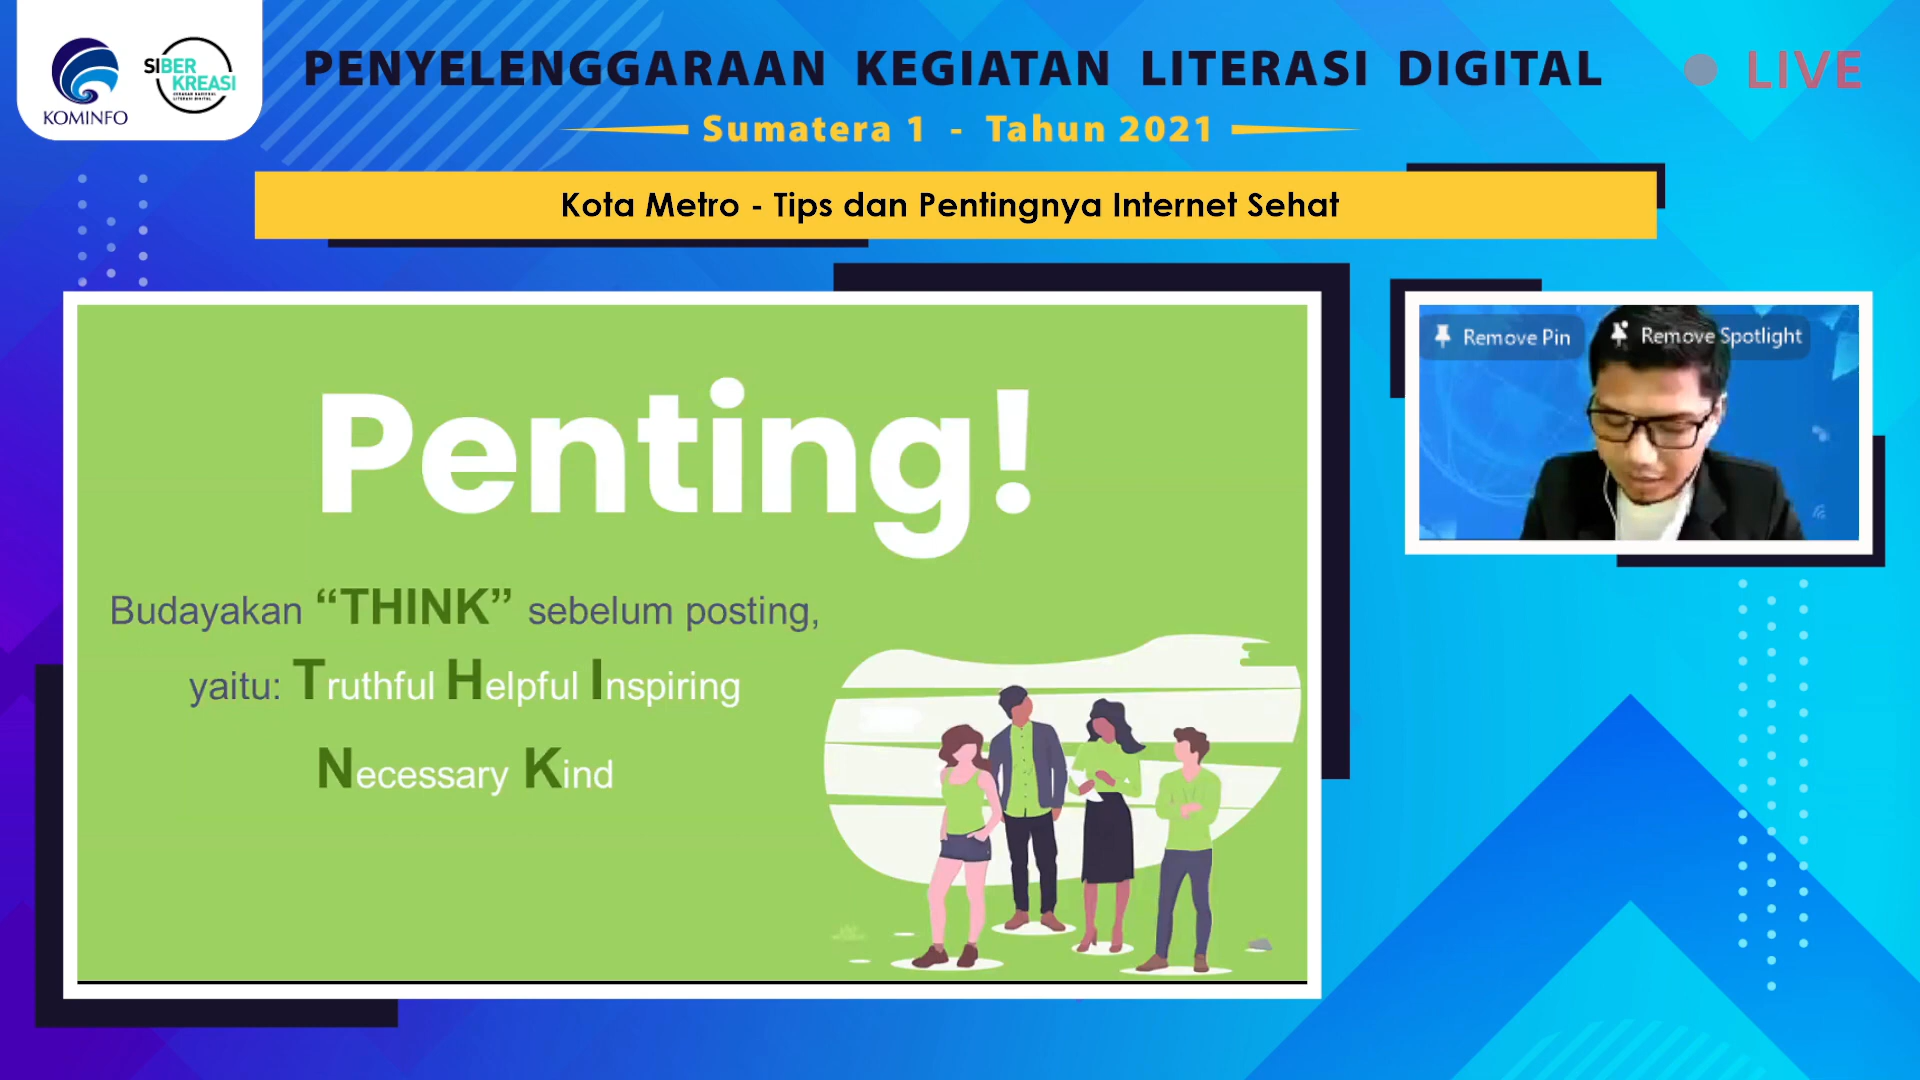 KOMINFO
SIBER
KREASI
PENYELENGGARAAN KEGIATAN LITERASI DIGITAL
LIVE
Sumatera 1 - Tahun 2021
Kota Metro - Tips dan Pentingnya Internet Sehat
Remove Pin
Remove Spotlight
Penting!
Budayakan “THINK” sebelum posting,
yaitu: Truthful Helpful Inspiring
Necessary Kind